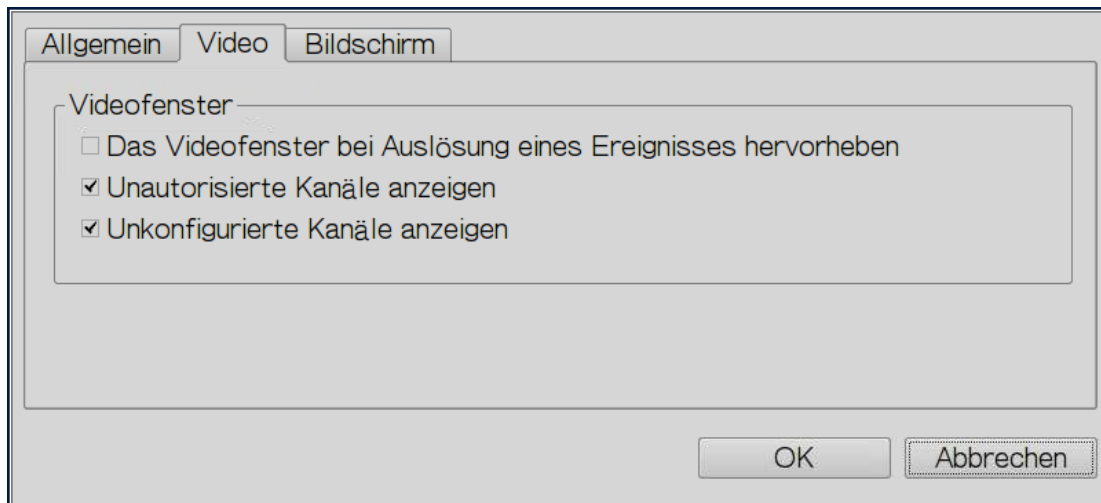 Allgemein Video Bildschirm
Videofenster
Das Videofenster bei Auslösung eines Ereignisses hervorheben
Unautorisierte Kanäle anzeigen
Unkonfigurierte Kanäle anzeigen
OK Abbrechen